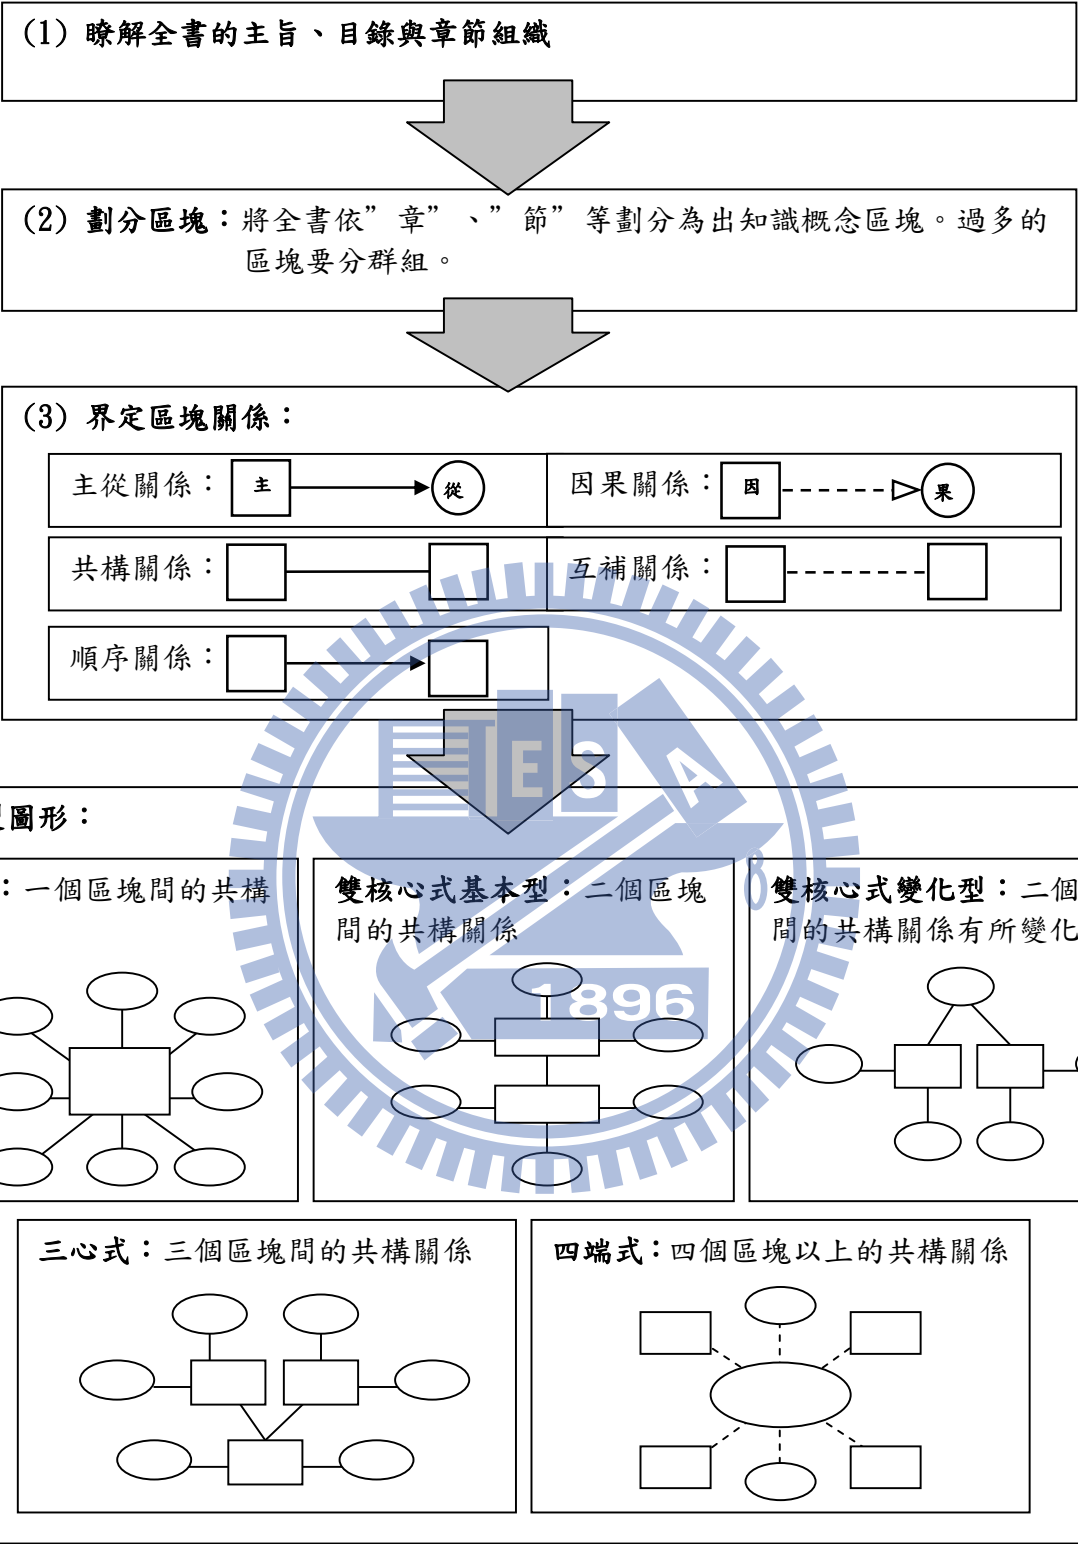 (1) 瞭解全書的主旨、目錄與章節組織
(2) 劃分區塊：將全書依”章”、”節”等劃分為出知識概念區塊。過多的
區塊要分群組。
(3) 界定區塊關係：
主從關係： 主 從
因果關係： 因 果
共構關係：
互補關係：
順序關係：
圖形：
：一個區塊間的共構
雙核心式基本型：二個區塊
間的共構關係
雙核心式變化型：二個
間的共構關係有所變化
三心式：三個區塊間的共構關係
四端式：四個區塊以上的共構關係
ES A
1896